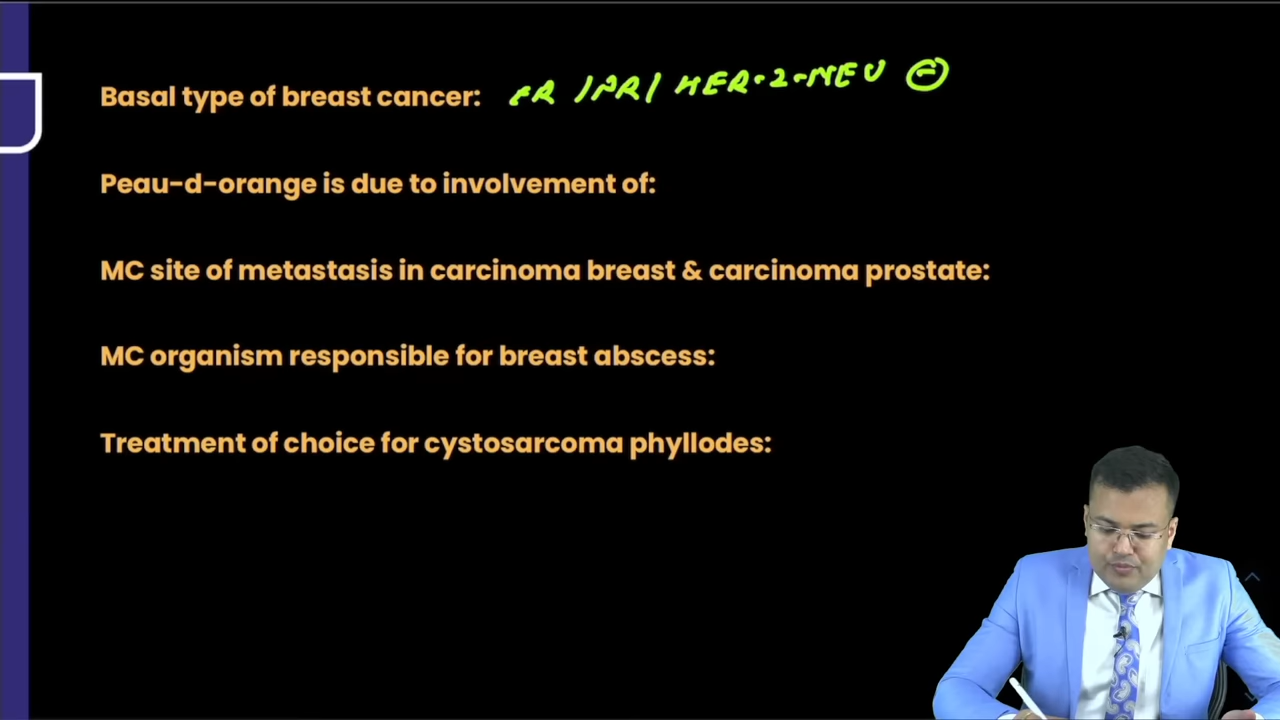 Basal type of breast cancer: ER /PR/ HER-2-NEU ⊖
Peau-d-orange is due to involvement of:
MC site of metastasis in carcinoma breast & carcinoma prostate:
MC organism responsible for breast abscess:
Treatment of choice for cystosarcoma phyllodes: